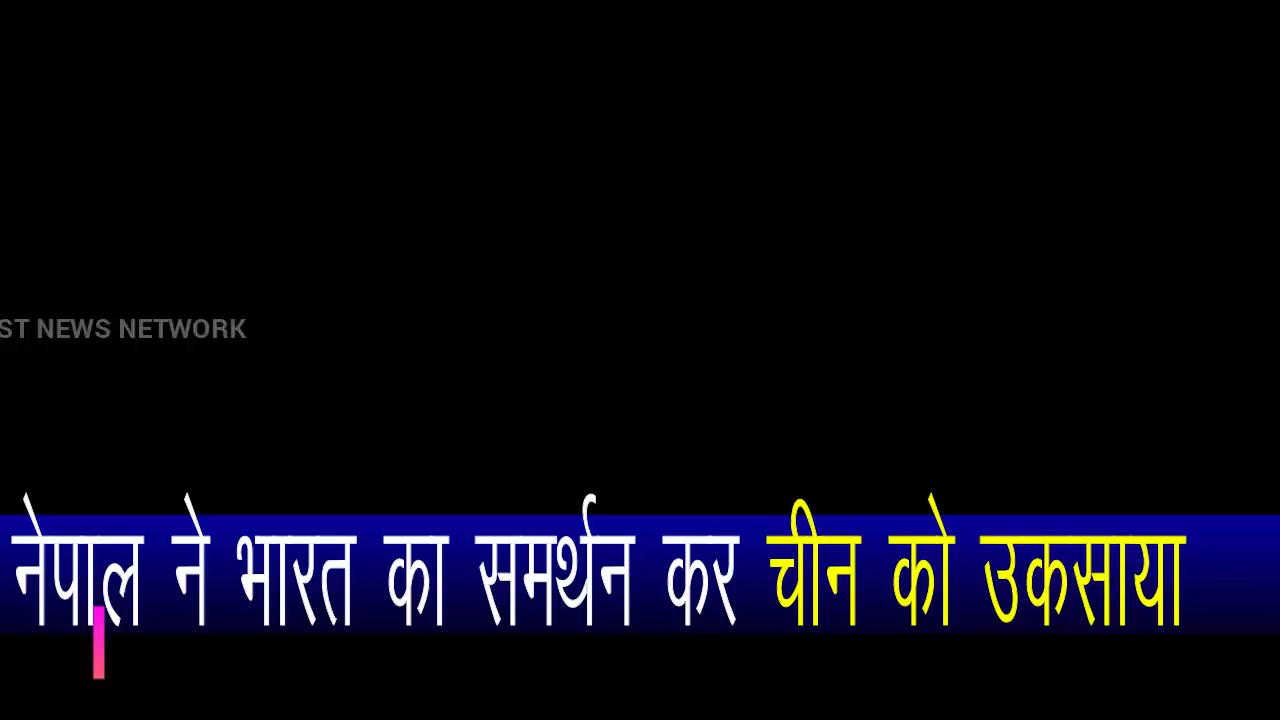 ST NEWS NETWORK
नेपाल ने भारत का समर्थन कर चीन को उकसाया